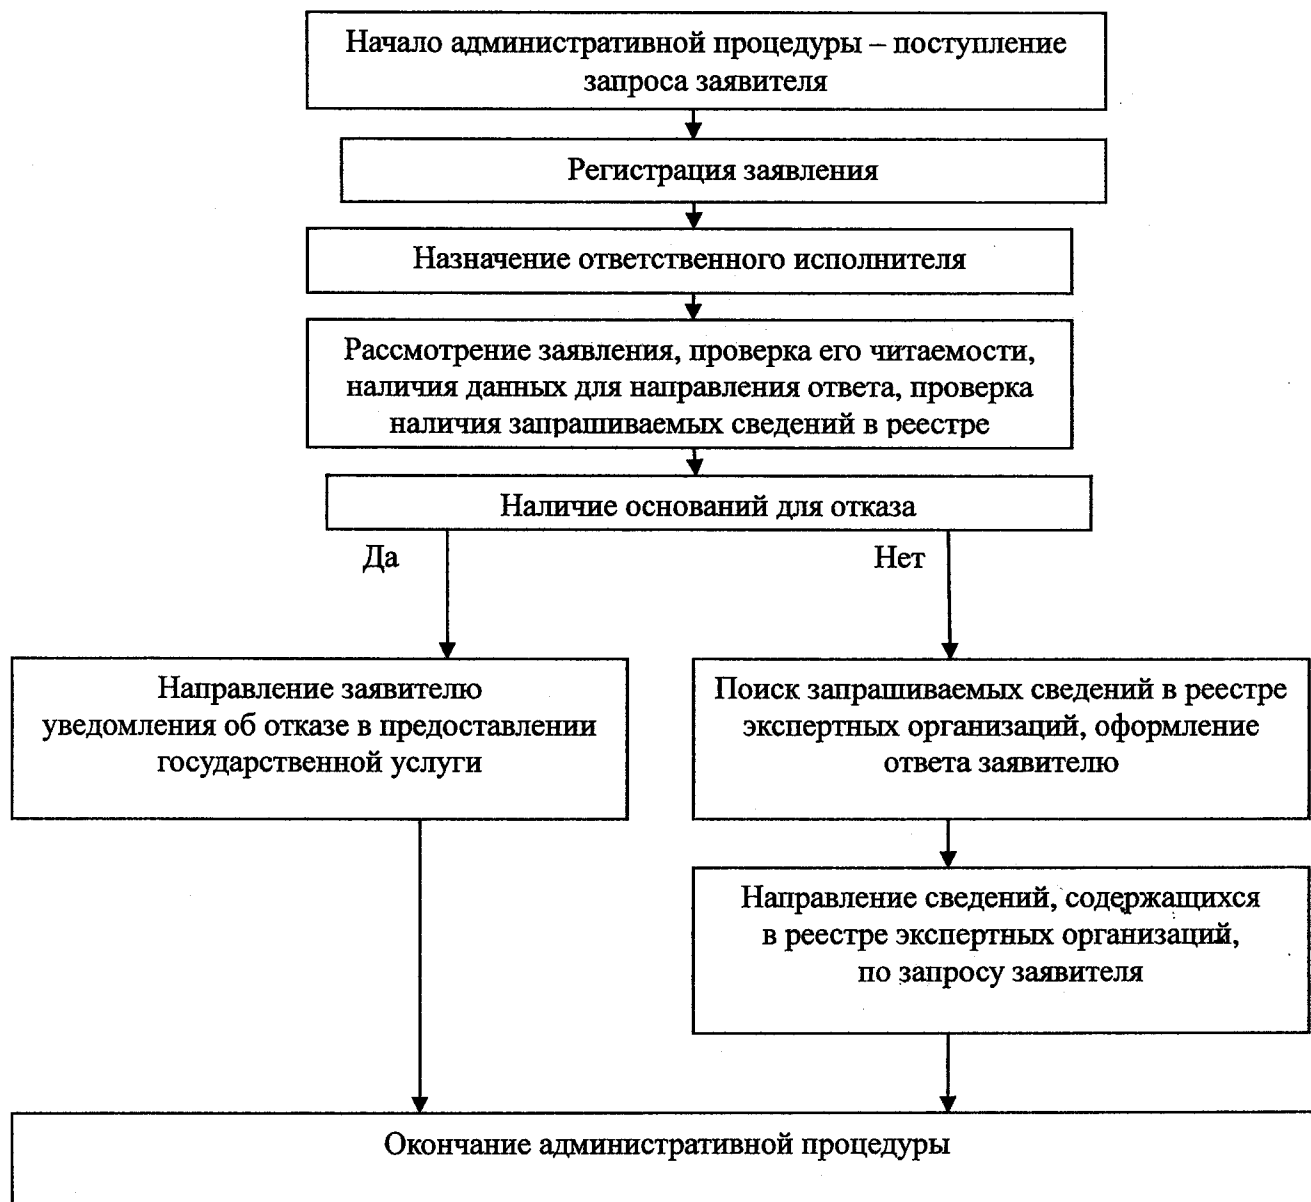 Начало административной процедуры – поступление
запроса заявителя
Регистрация заявления
Назначение ответственного исполнителя
Рассмотрение заявления, проверка его читаемости,
наличия данных для направления ответа, проверка
наличия запрашиваемых сведений в реестре
Наличие оснований для отказа
Да
Нет
Направление заявителю
уведомления об отказе в предоставлении
государственной услуги
Поиск запрашиваемых сведений в реестре
экспертных организаций, оформление
ответа заявителю
Направление сведений, содержащихся
в реестре экспертных организаций,
по запросу заявителя
Окончание административной процедуры